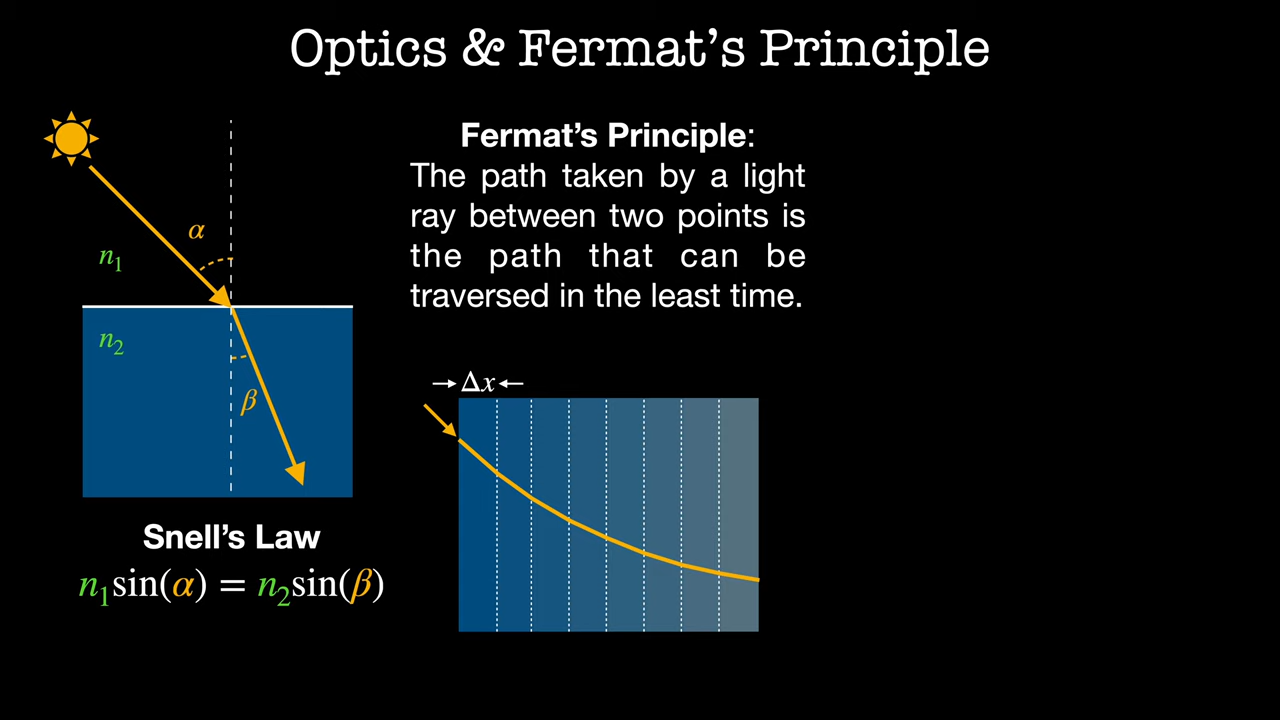 Optics & Fermat’s Principle
α
n₁
n₂
β
Snell’s Law
n₁sin(α) = n₂sin(β)
Fermat’s Principle:
The path taken by a light
ray between two points is
the path that can be
traversed in the least time.
→Δx←